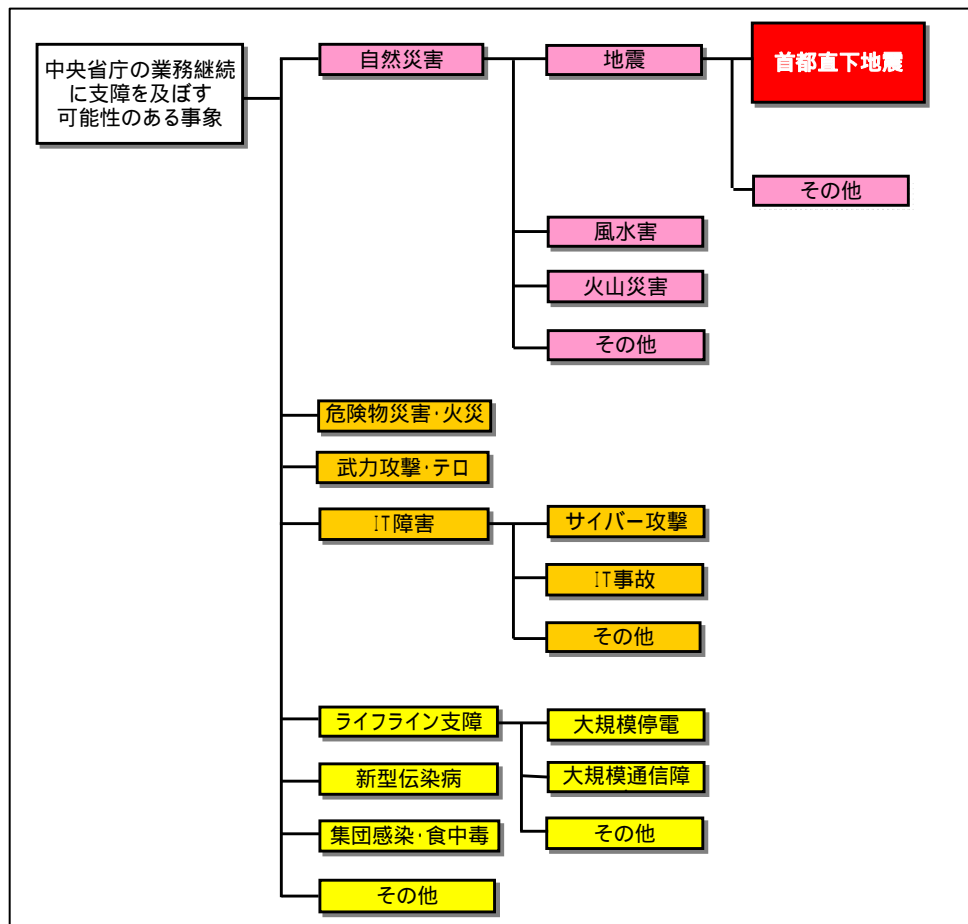 中央省庁の業務継続
に支障を及ぼす
可能性のある事象
自然災害
地震
首都直下地震
その他
風水害
火山災害
その他
危険物災害・火災
武力攻撃・テロ
IT障害
サイバー攻撃
IT事故
その他
ライフライン支障
大規模停電
大規模通信障
その他
新型伝染病
集団感染・食中毒
その他